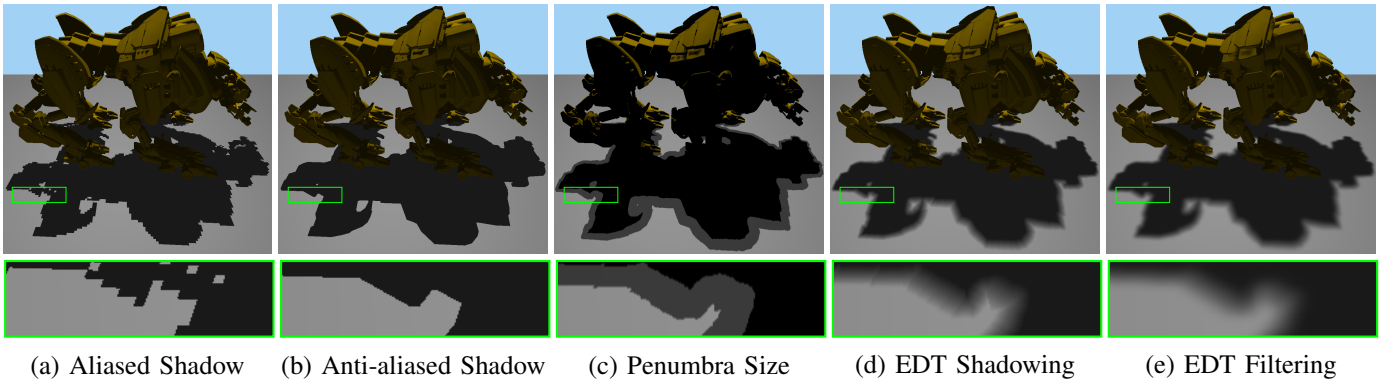 (a) Aliased Shadow
(b) Anti-aliased Shadow
(c) Penumbra Size
(d) EDT Shadowing
(e) EDT Filtering